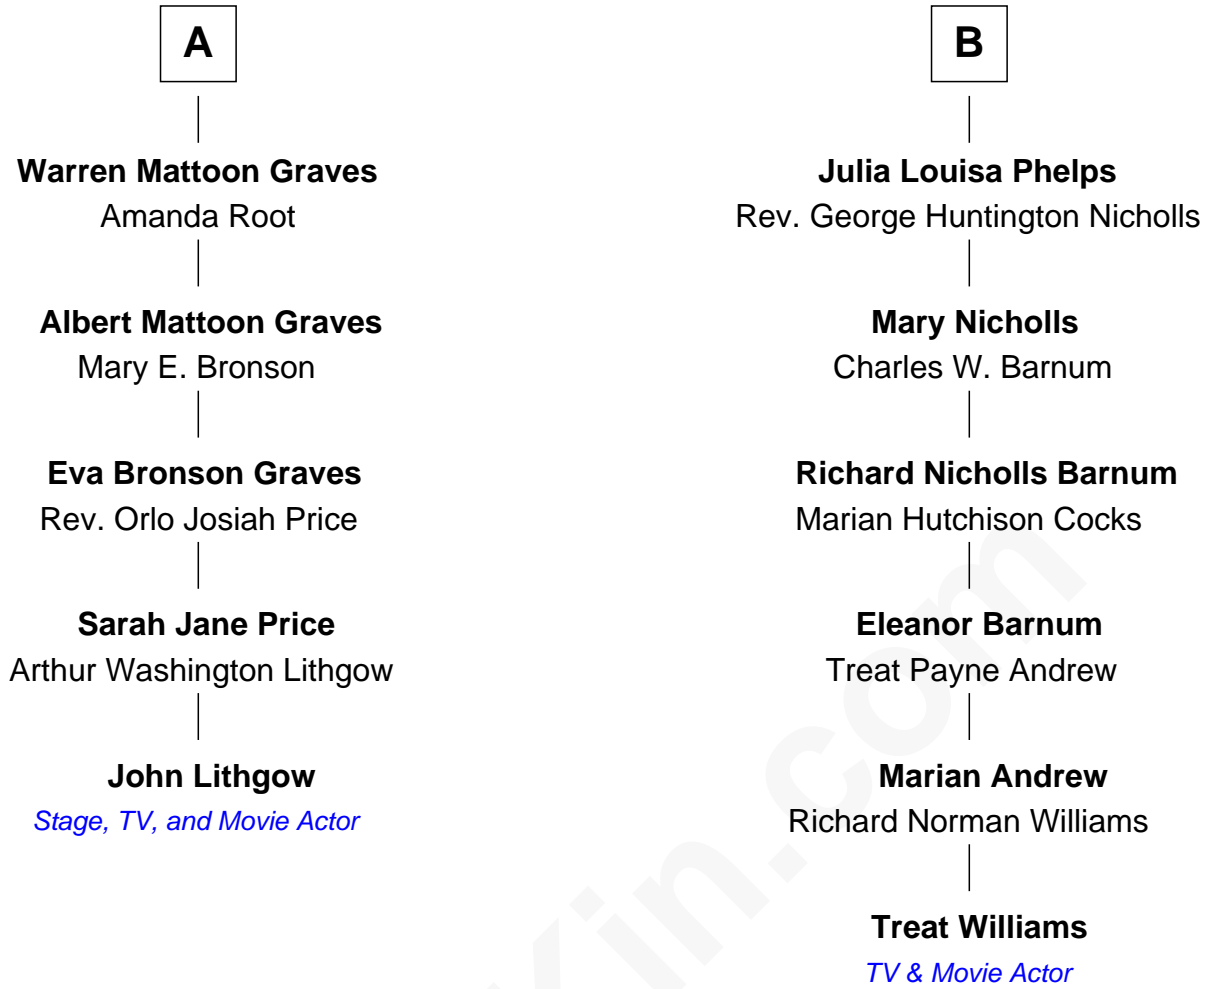 A
B
Warren Mattoon Graves
Amanda Root
Julia Louisa Phelps
Rev. George Huntington Nicholls
Albert Mattoon Graves
Mary E. Bronson
Mary Nicholls
Charles W. Barnum
Eva Bronson Graves
Rev. Orlo Josiah Price
Richard Nicholls Barnum
Marian Hutchison Cocks
Sarah Jane Price
Arthur Washington Lithgow
Eleanor Barnum
Treat Payne Andrew
John Lithgow
Stage, TV, and Movie Actor
Marian Andrew
Richard Norman Williams
Treat Williams
TV & Movie Actor
Kin.com